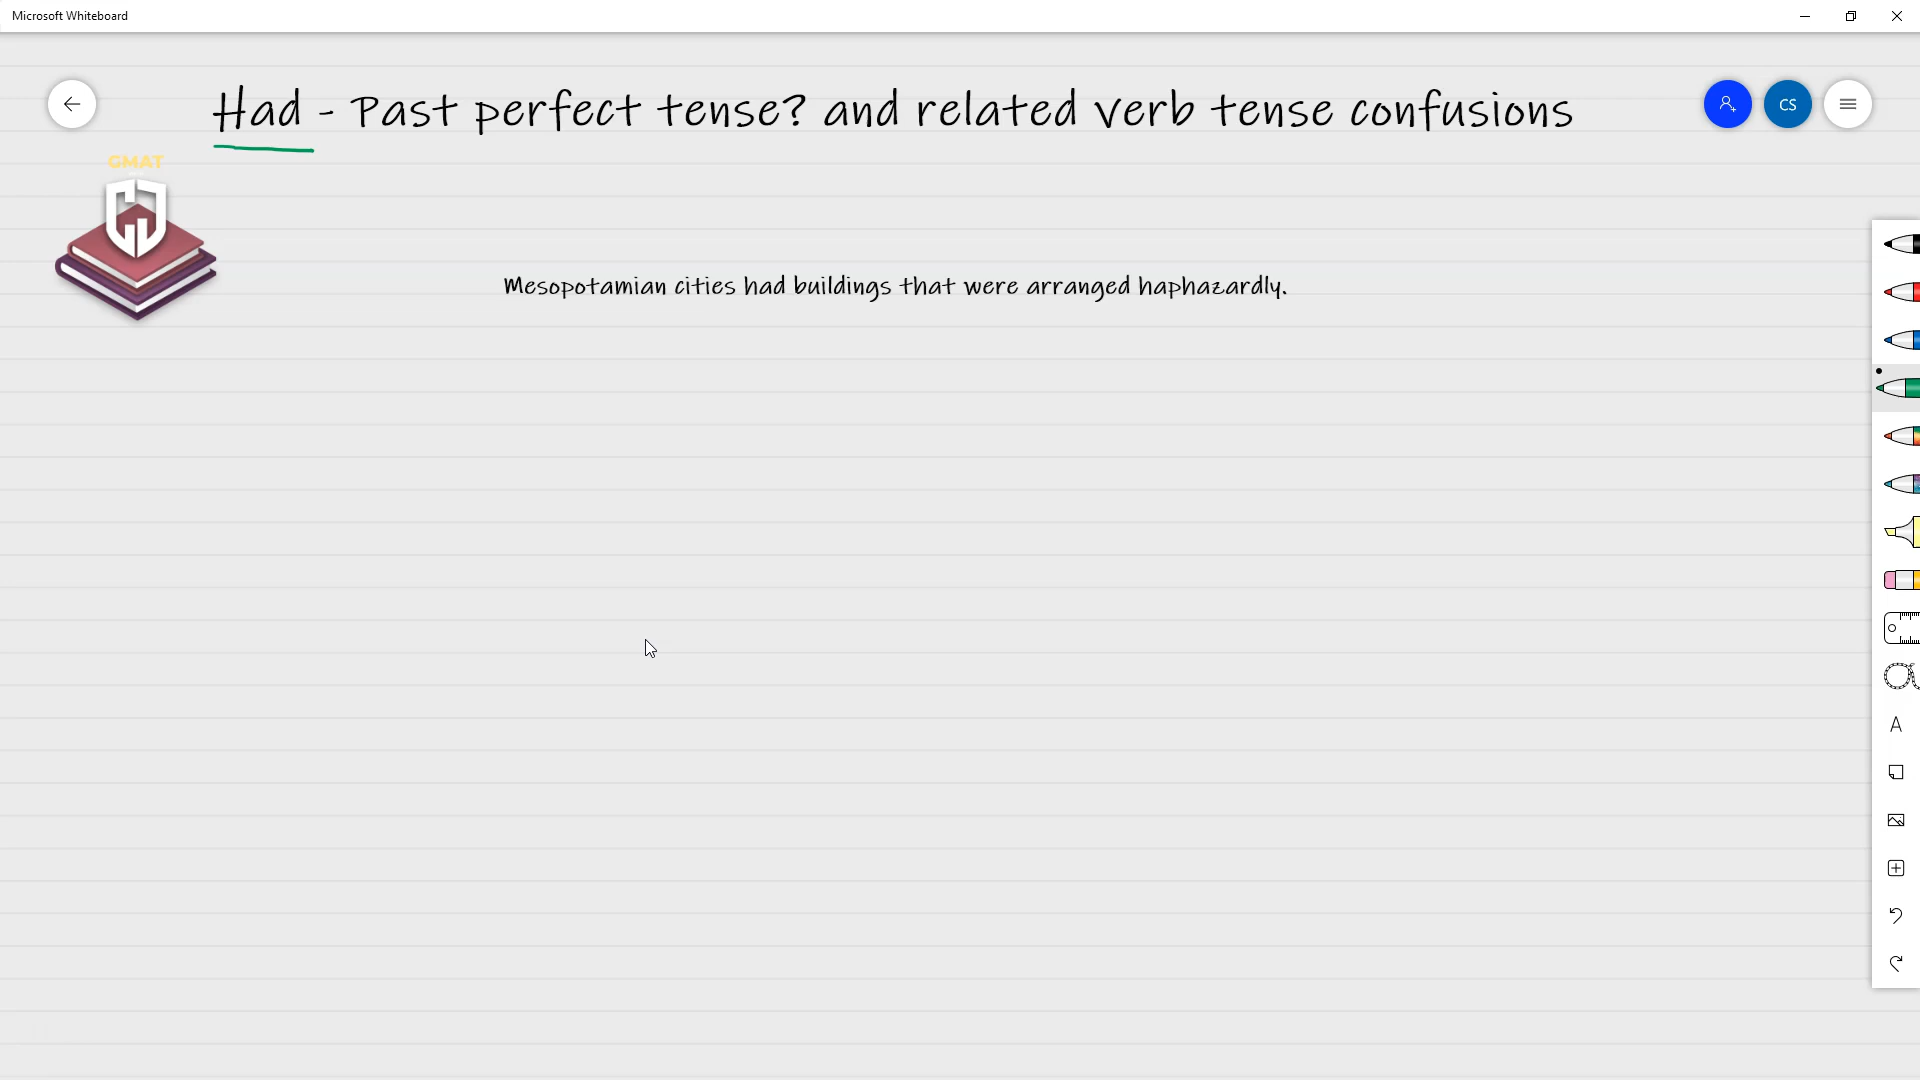 Microsoft Whiteboard
Had - Past perfect tense? and related verb tense confusions
CS
GMAT
Mesopotamian cities had buildings that were arranged haphazardly.
A